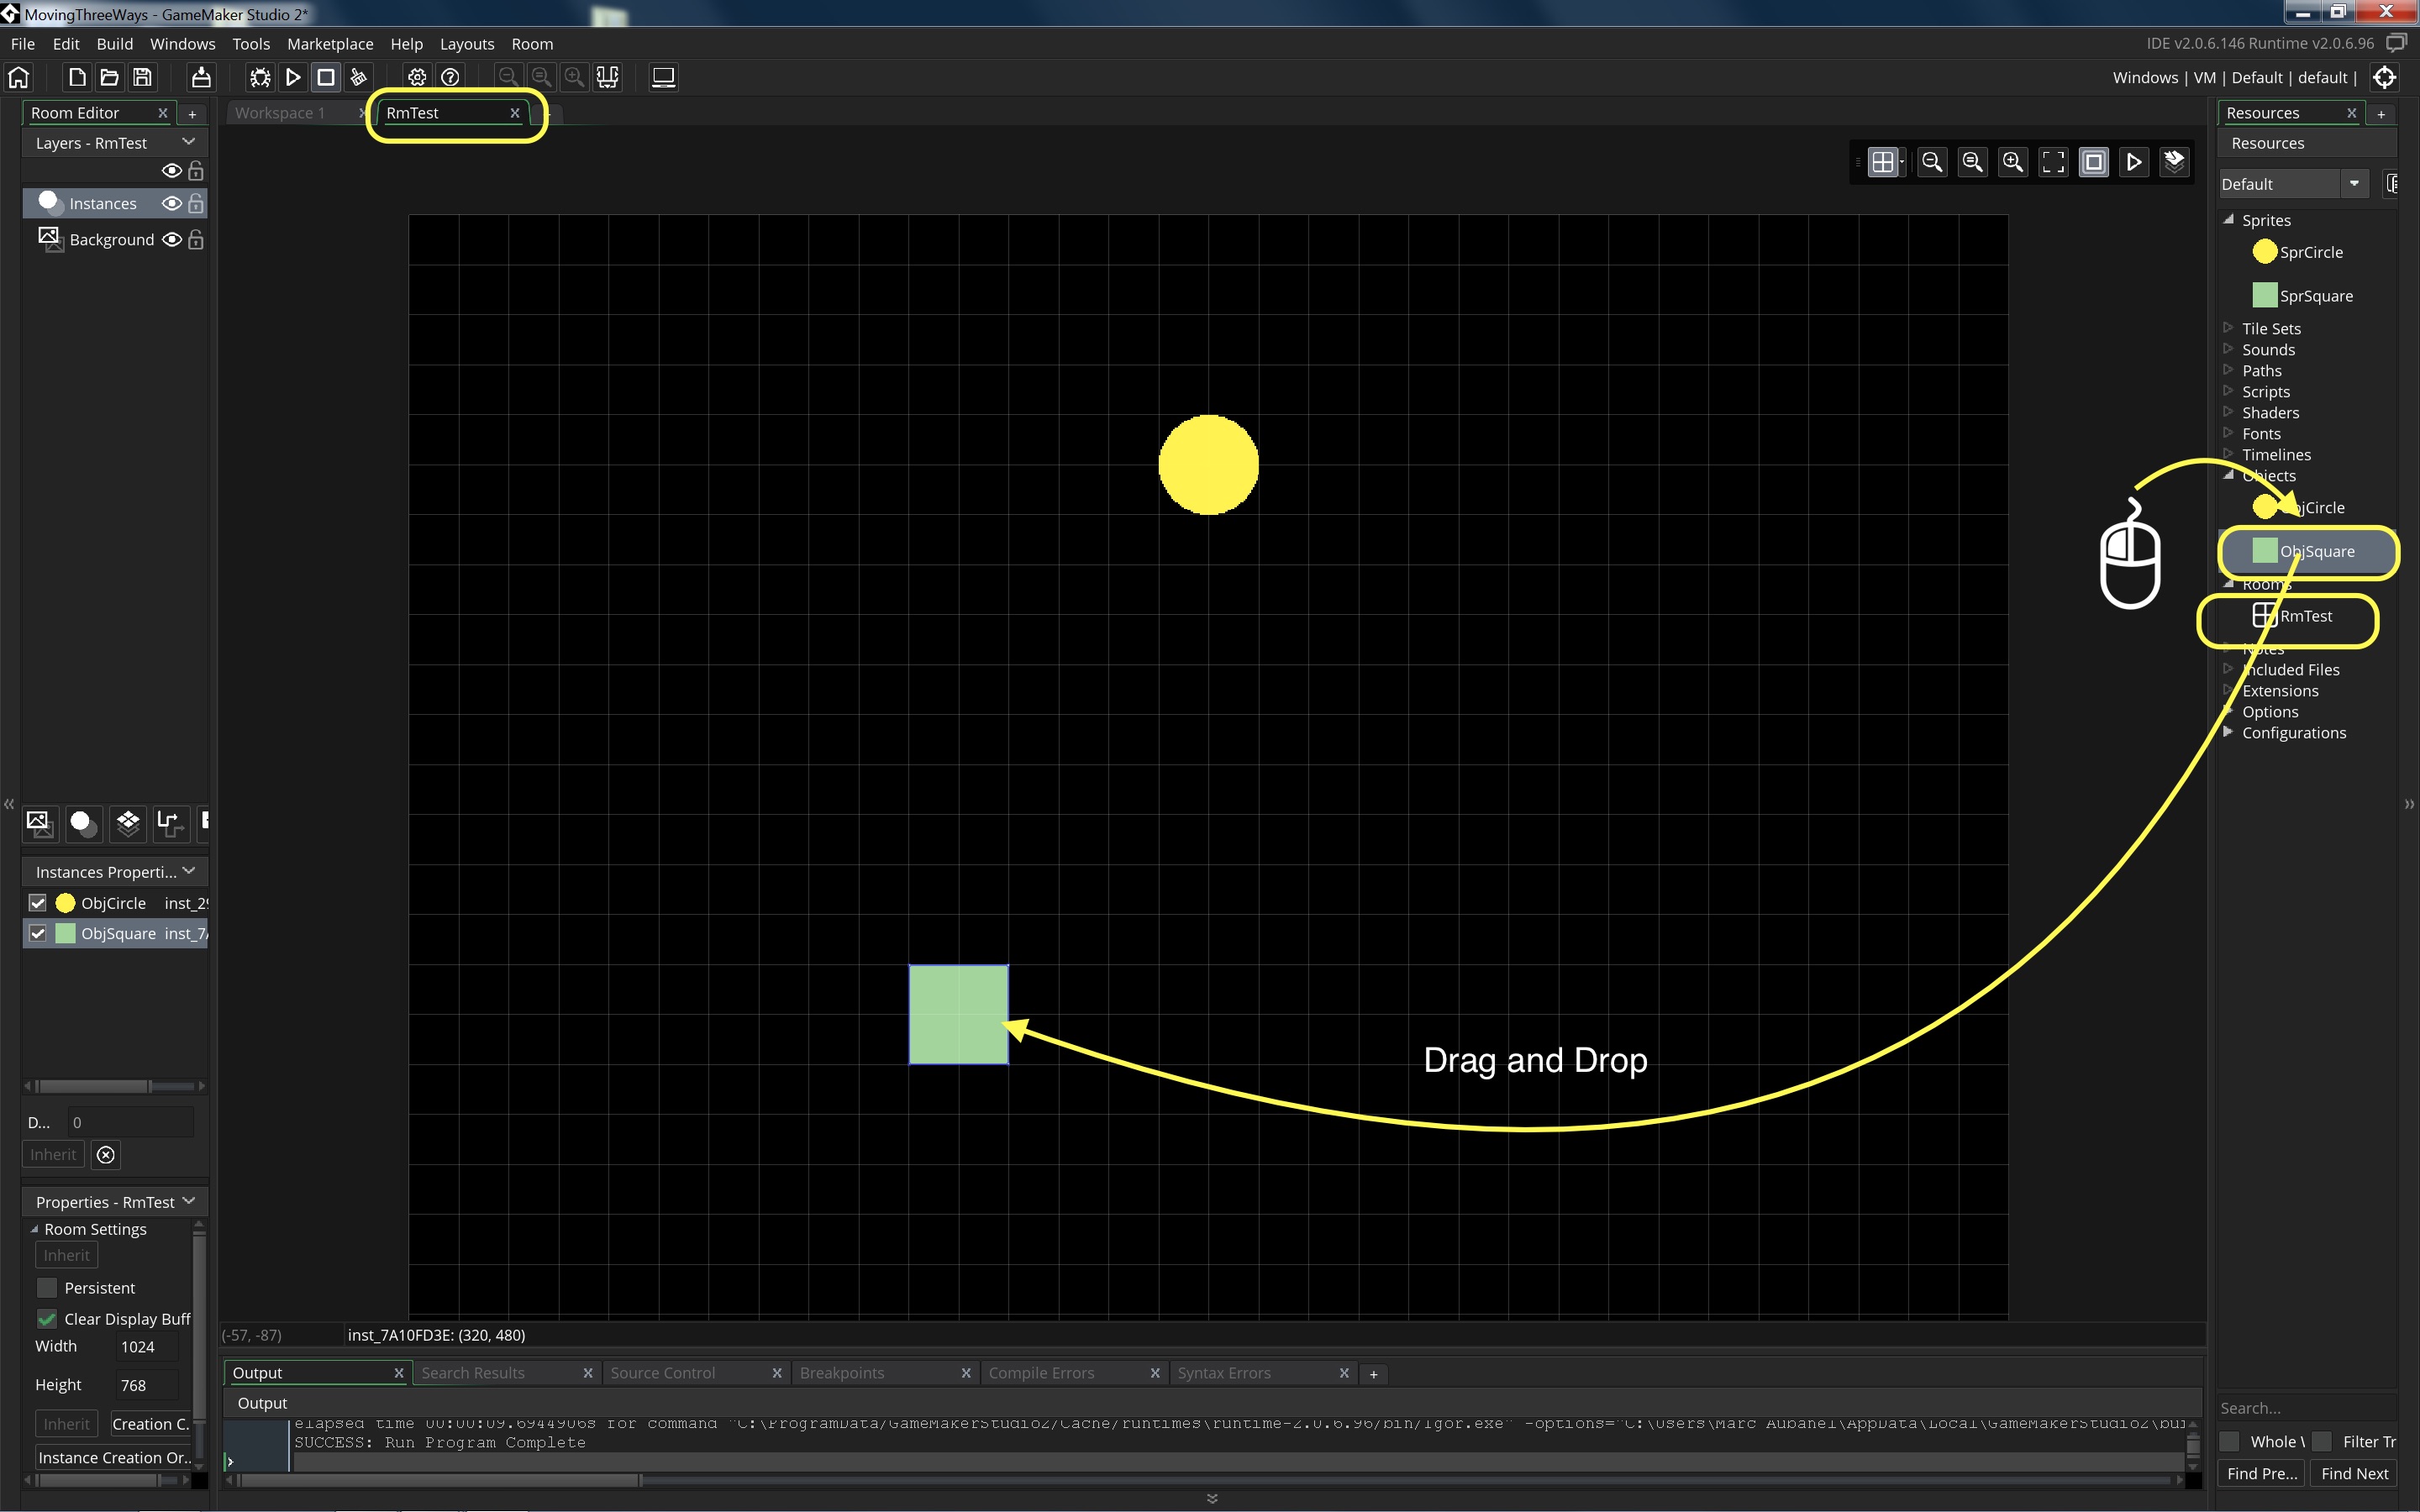 MovingThreeWays - GameMaker Studio 2*
File Edit Build Windows Tools Marketplace Help Layouts Room
IDE v2.0.6.146 Runtime v2.0.6.96
Windows | VM | Default | default |
Room Editor
Workspace 1
RmTest
Resources
Layers - RmTest
Resources
Instances
Background
Default
Sprites
SprCircle
SprSquare
Tile Sets
Sounds
Paths
Scripts
Shaders
Fonts
Timelines
Objects
ObjCircle
ObjSquare
Rooms
RmTest
Notes
Included Files
Extensions
Options
Configurations
Instances Properti...
ObjCircle inst_29
ObjSquare inst_7A
Drag and Drop
D... 0
Inherit
Properties - RmTest
Room Settings
Inherit
Persistent
Clear Display Buff
Width 1024
Height 768
Inherit Creation C.
Instance Creation Or..
(-57, -87) inst_7A10FD3E: (320, 480)
Output Search Results Source Control Breakpoints Compile Errors Syntax Errors
Output
elapsed time 00:00:09.6944906s for command "C:\ProgramData/GameMakerStudio2/Cache/runtimes\runtime-2.0.6.96/bin/Igor.exe" -options="C:\Users\Marc Aubanel\AppData\Local\GameMakerStudio2\bui
SUCCESS: Run Program Complete
Search...
Whole Filter Tr
Find Pre... Find Next